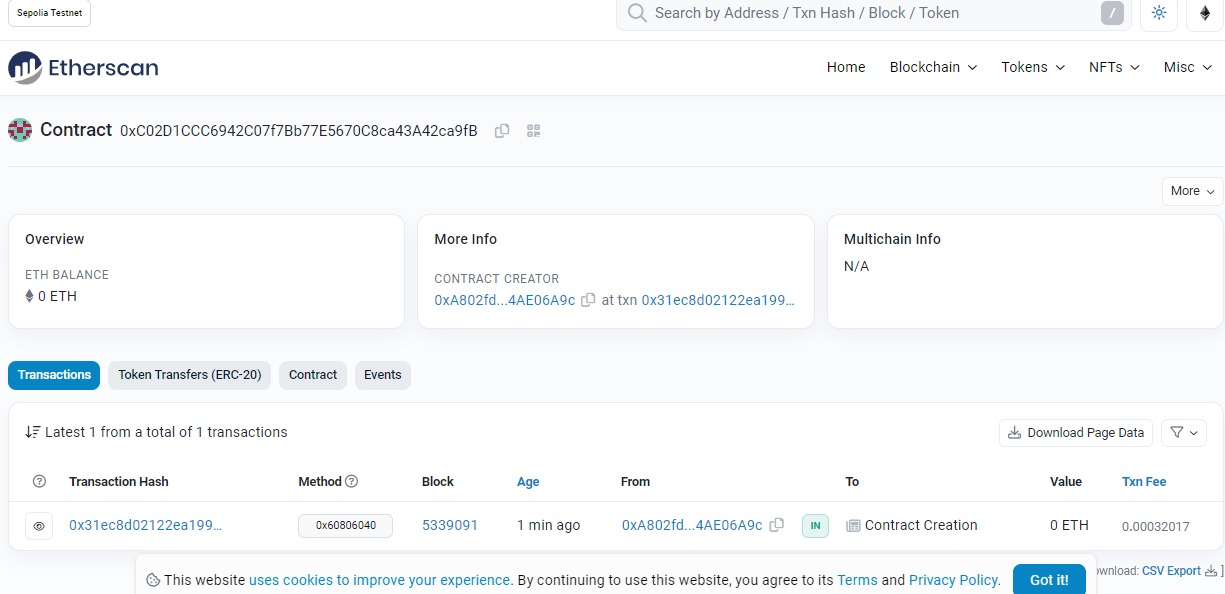 Sepolia Testnet
Search by Address / Txn Hash / Block / Token /
Etherscan Home Blockchain Tokens NFTs Misc
Contract 0xC02D1CCC6942C07f7Bb77E5670C8ca43A42ca9fB
More
Overview More Info Multichain Info
ETH BALANCE CONTRACT CREATOR N/A
0 ETH 0xA802fd...4AE06A9c at txn 0x31ec8d02122ea199...
Transactions Token Transfers (ERC-20) Contract Events
Latest 1 from a total of 1 transactions Download Page Data
? Transaction Hash Method ? Block Age From To Value Txn Fee
0x31ec8d02122ea199... 0x60806040 5339091 1 min ago 0xA802fd...4AE06A9c IN Contract Creation 0 ETH 0.00032017
This website uses cookies to improve your experience. By continuing to use this website, you agree to its Terms and Privacy Policy. Got it! CSV Export ]